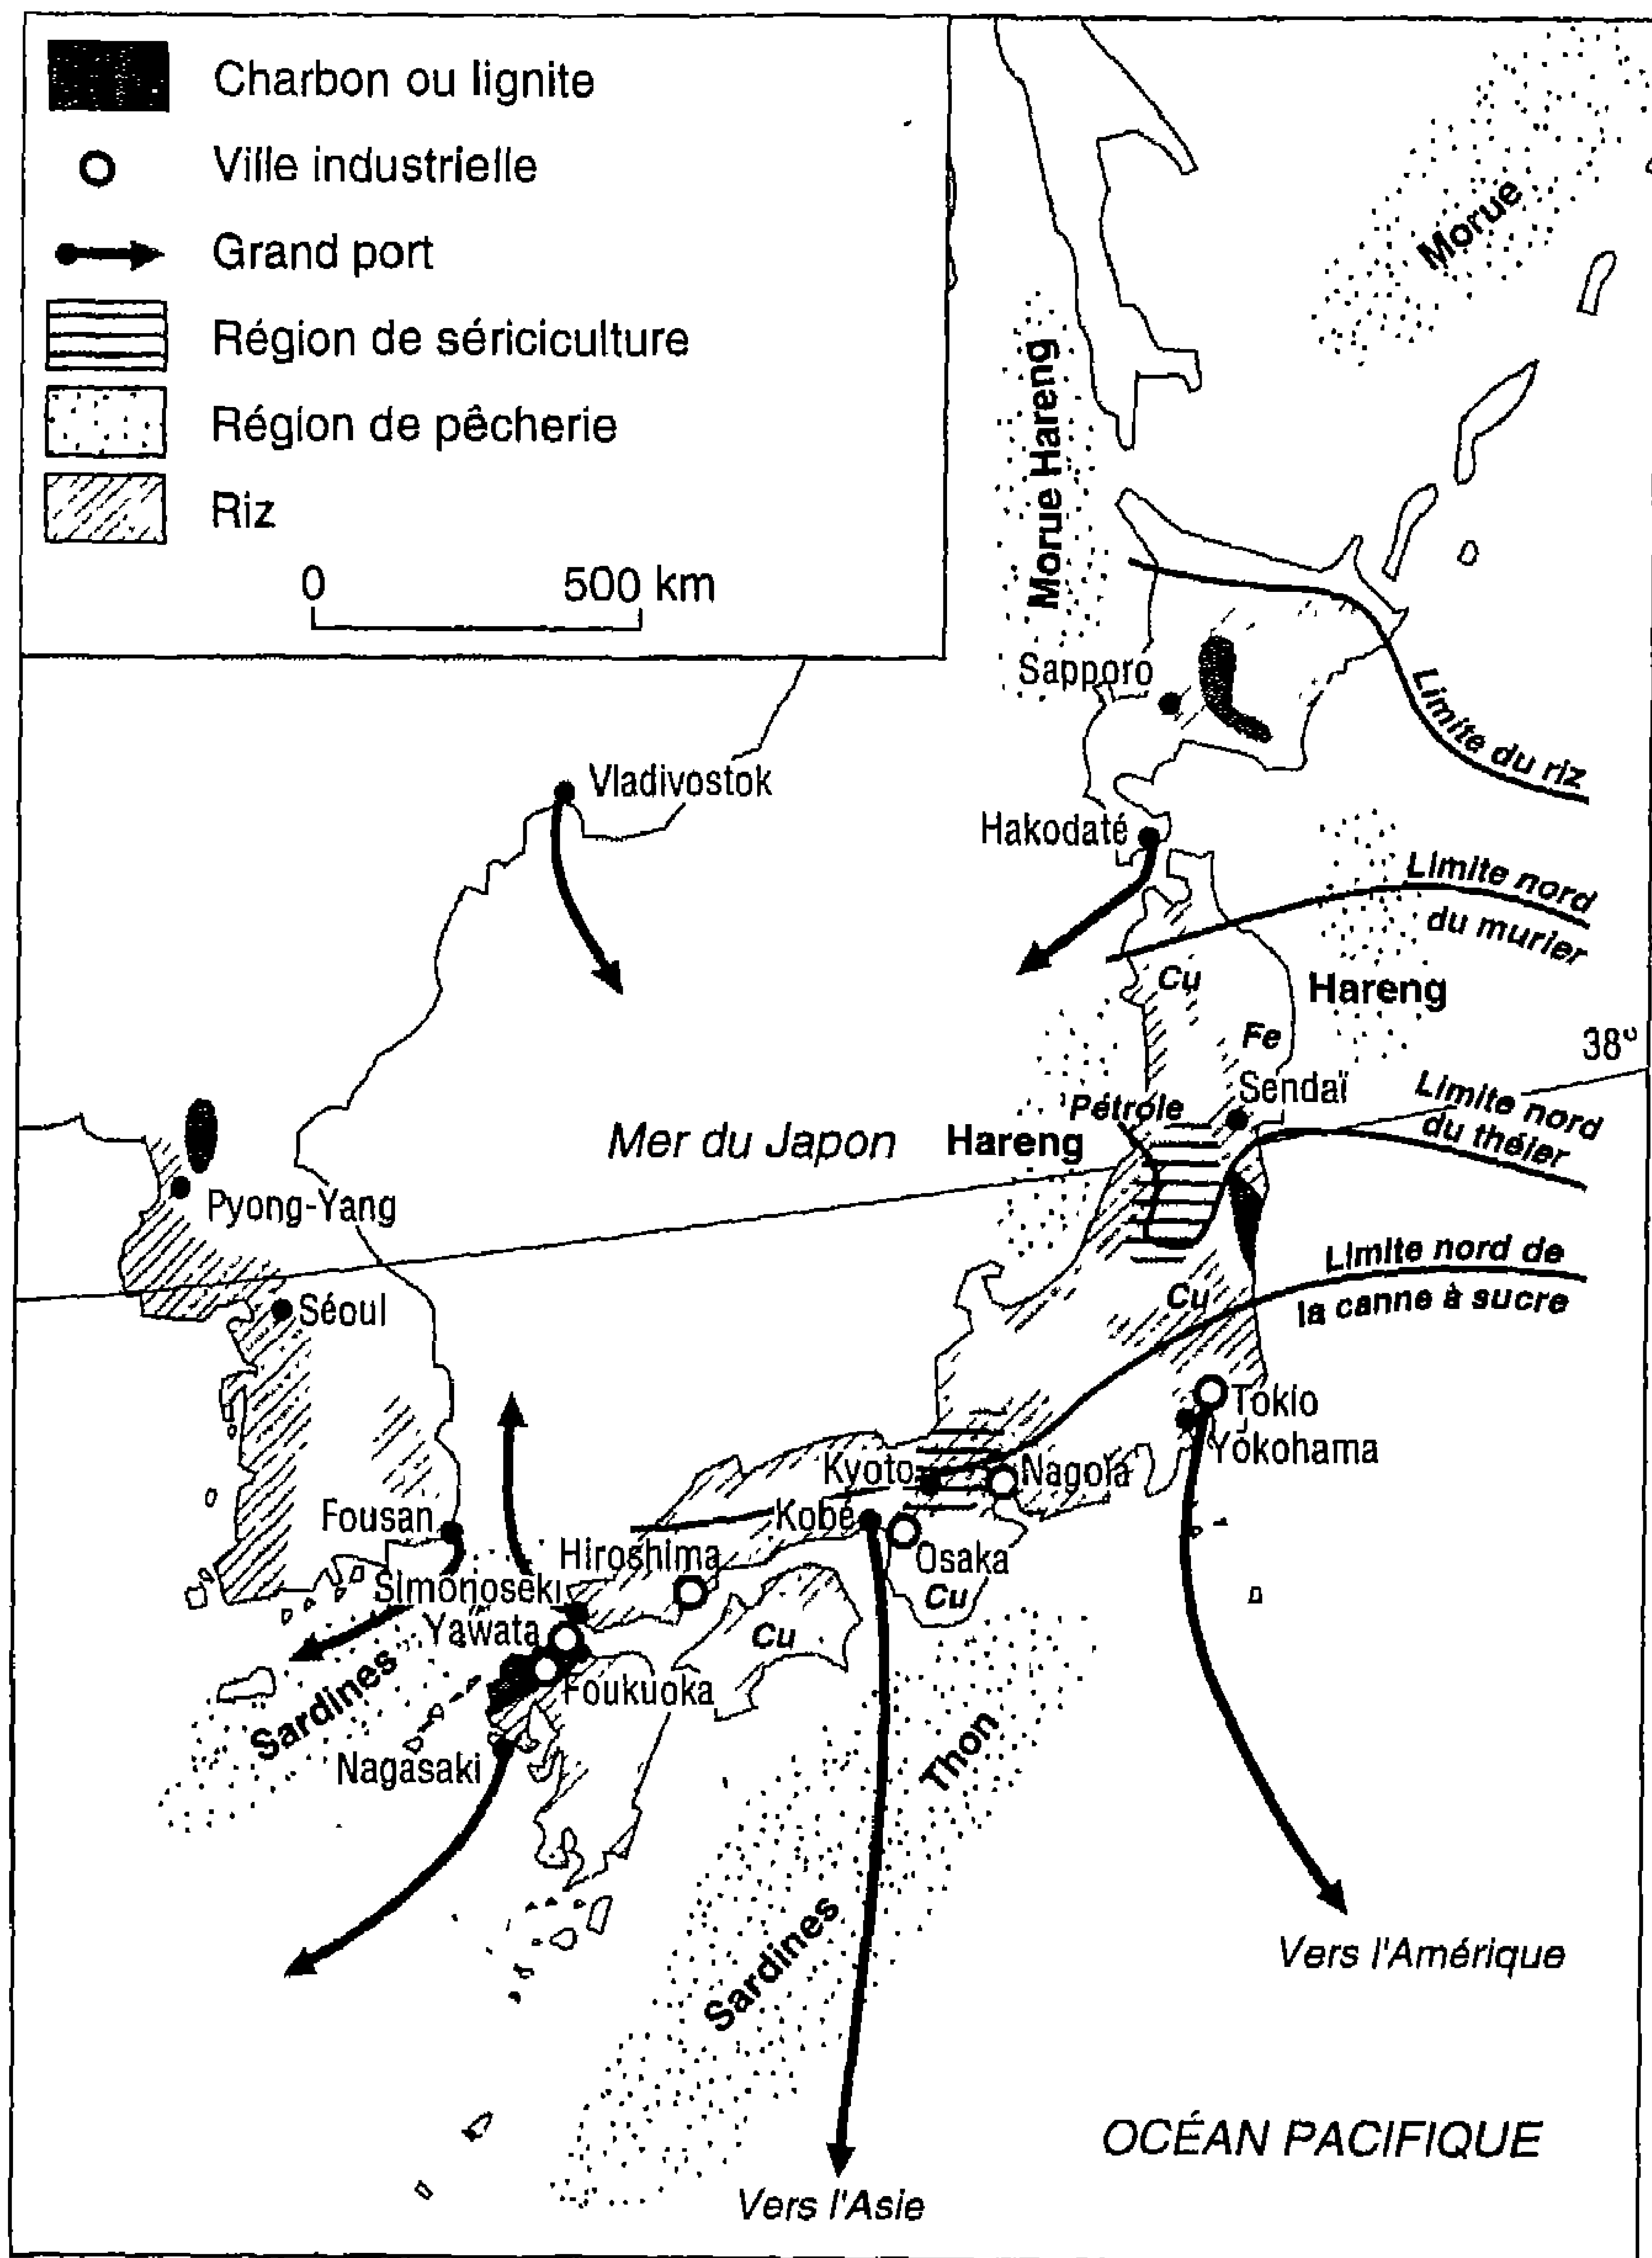 Charbon ou lignite
Ville industrielle
Grand port
Région de sériciculture
Région de pêcherie
Riz
0 500 km
Morue
Morue Hareng
Sapporo
Limite du riz
Vladivostok
Hakodaté
Limite nord
du murier
Cu
Hareng
Fe
38°
Sendaï
Pétrole
Limite nord
du théier
Mer du Japon
Hareng
Pyong-Yang
Limite nord de
la canne à sucre
Cu
Séoul
Tokio
Yokohama
Kyoto
Nagoïa
Kobé
Fousan
Osaka
Hiroshima
Simonoseki
Cu
Yawata
Cu
Foukuoka
Sardines
Thon
Nagasaki
Sardines
Vers l'Amérique
OCÉAN PACIFIQUE
Vers l'Asie